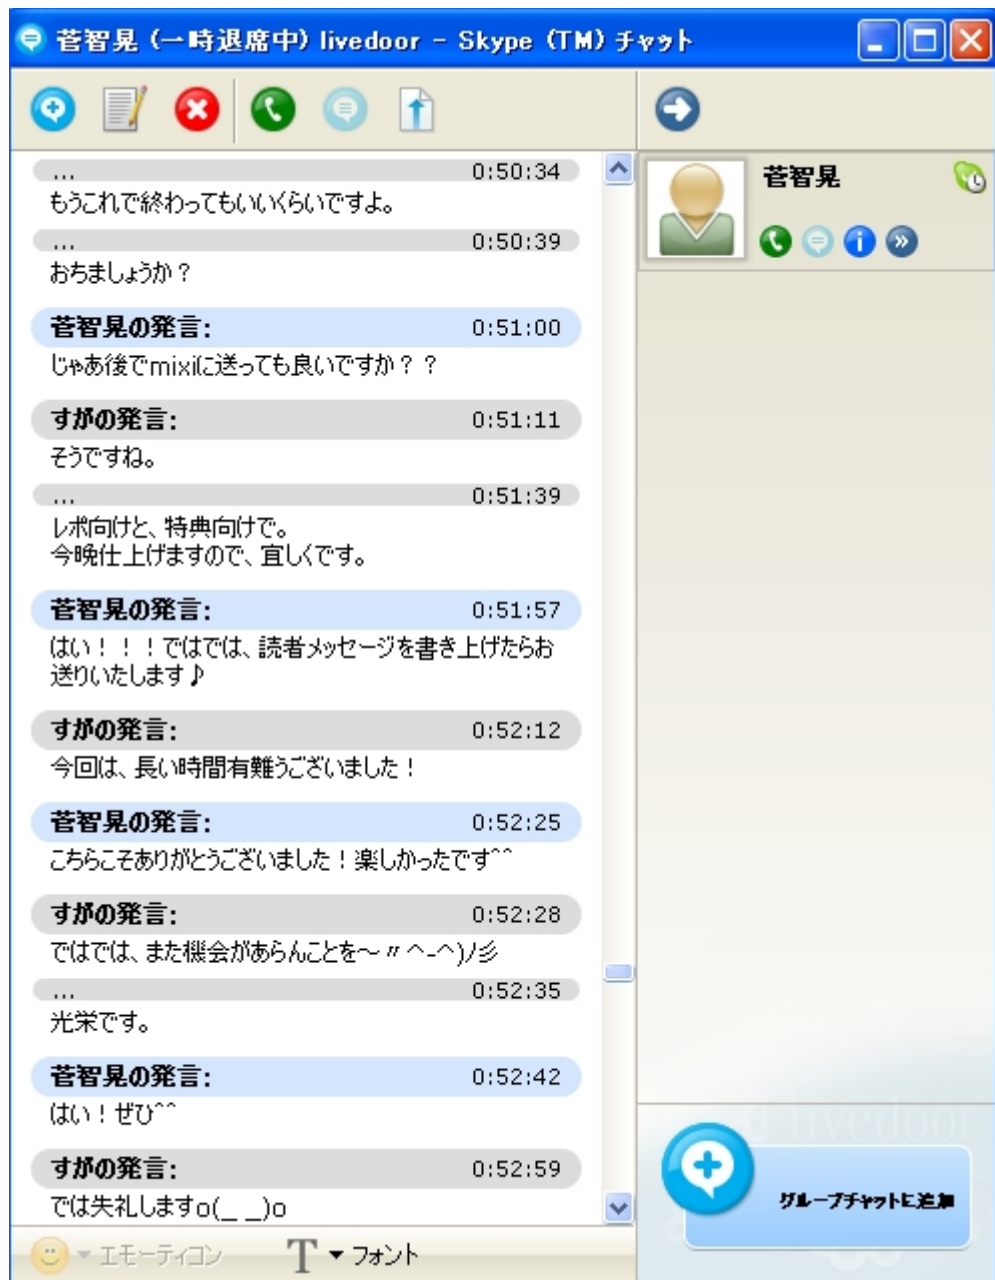 菅智晃 (一時退席中) livedoor - Skype (TM) チャット
... 0:50:34
もうこれで終わってもいいくらいですよ。
... 0:50:39
おちましょうか？
菅智晃の発言: 0:51:00
じゃあ後でmixiに送っても良いですか？？
すがの発言: 0:51:11
そうですね。
... 0:51:39
レポ向けと、特典向けで。
今晩仕上げますので、宜しくです。
菅智晃の発言: 0:51:57
はい！！！ではでは、読者メッセージを書き上げたらお
送りいたします♪
すがの発言: 0:52:12
今回は、長い時間有難うございました！
菅智晃の発言: 0:52:25
こちらこそありがとうございました！楽しかったです^^
すがの発言: 0:52:28
ではでは、また機会があらんことを～〃^-^)ﾉ彡
... 0:52:35
光栄です。
菅智晃の発言: 0:52:42
はい！ぜひ^^
すがの発言: 0:52:59
では失礼しますo(_ _)o
エモーティコン
T フォント
菅智晃
livedoor
グループチャットに追加